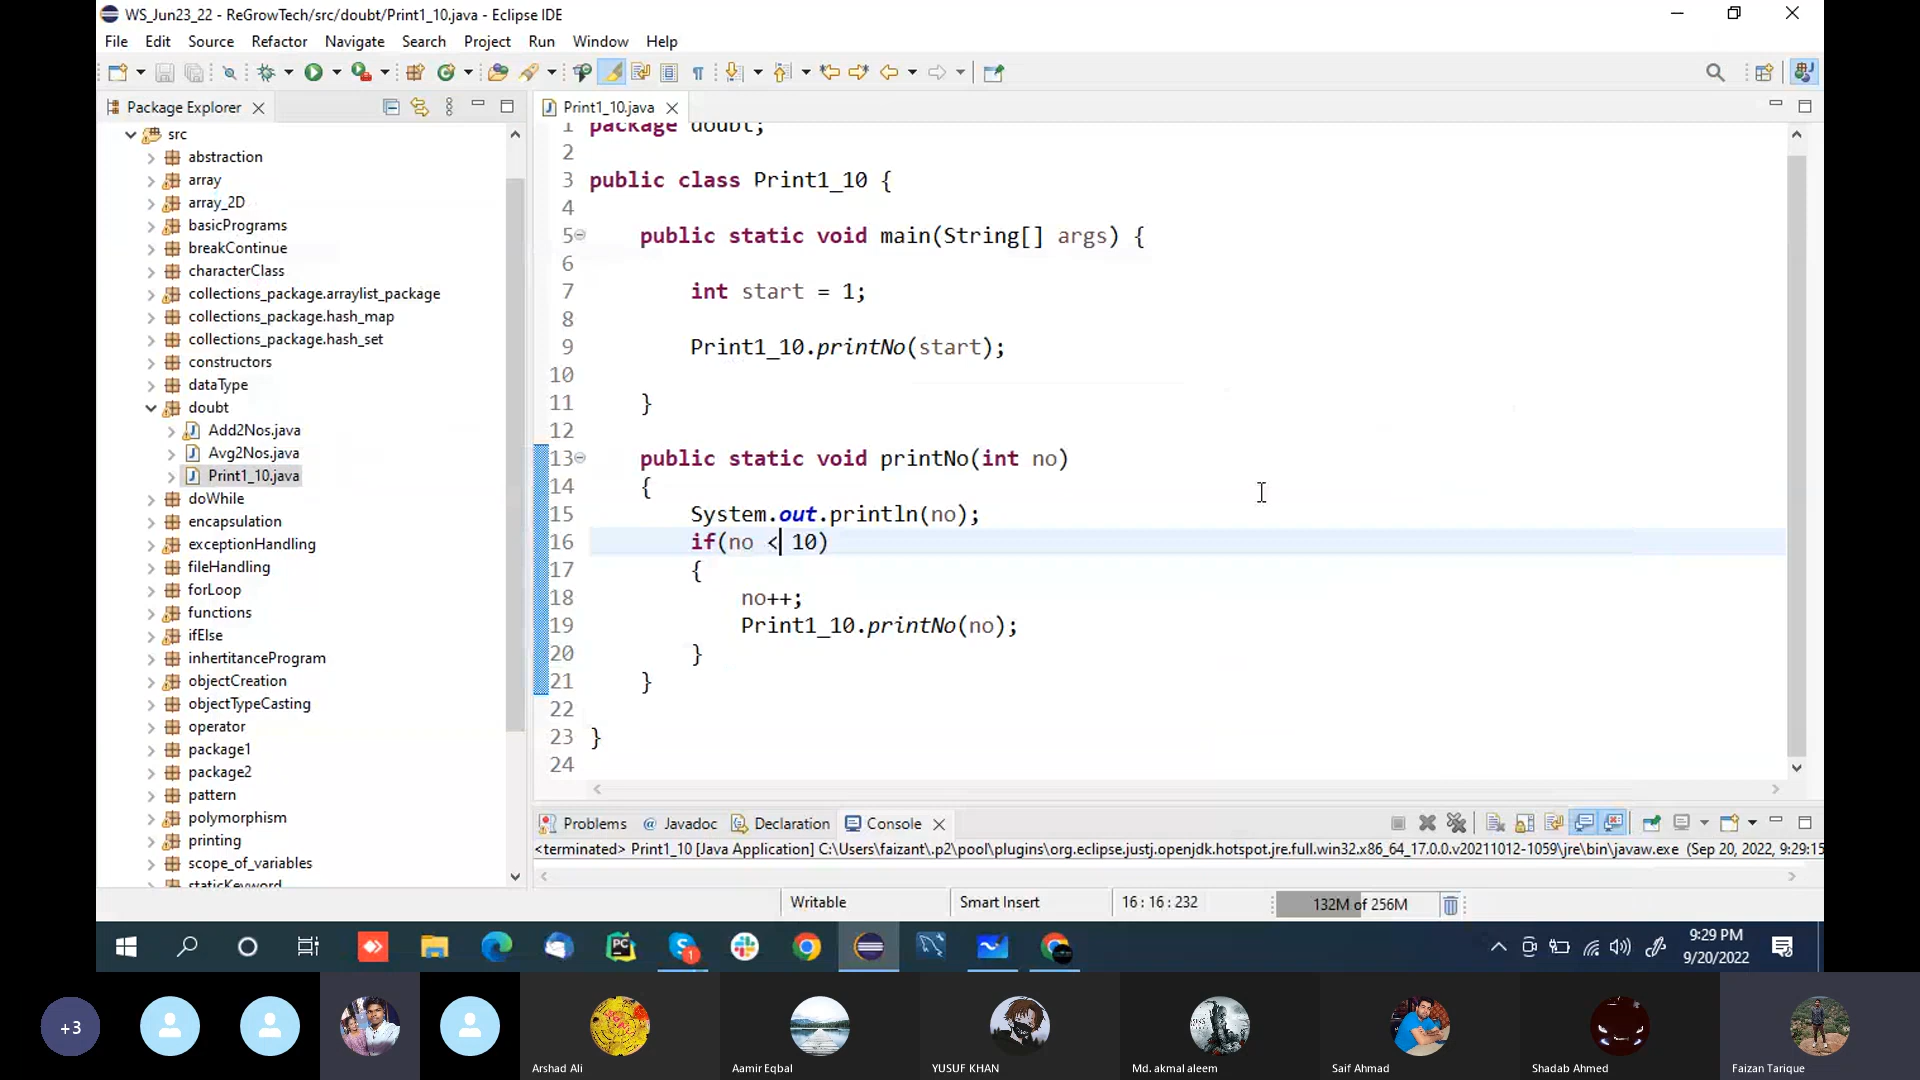 WS_Jun23_22 - ReGrowTech/src/doubt/Print1_10.java - Eclipse IDE
File Edit Source Refactor Navigate Search Project Run Window Help
Package Explorer
src
abstraction
array
array_2D
basicPrograms
breakContinue
characterClass
collections_package.arraylist_package
collections_package.hash_map
collections_package.hash_set
constructors
dataType
doubt
Add2Nos.java
Avg2Nos.java
Print1_10.java
doWhile
encapsulation
exceptionHandling
fileHandling
forLoop
functions
ifElse
inhertitanceProgram
objectCreation
objectTypeCasting
operator
package1
package2
pattern
polymorphism
printing
scope_of_variables
staticKeyword
Print1_10.java
1 package doubt;
2
3 public class Print1_10 {
4
5 public static void main(String[] args) {
6
7 int start = 1;
8
9 Print1_10.printNo(start);
10
11 }
12
13 public static void printNo(int no)
14 {
15 System.out.println(no);
16 if(no < 10)
17 {
18 no++;
19 Print1_10.printNo(no);
20 }
21 }
22
23 }
24
Problems @ Javadoc Declaration Console
<terminated> Print1_10 [Java Application] C:\Users\faizant\.p2\pool\plugins\org.eclipse.justj.openjdk.hotspot.jre.full.win32.x86_64_17.0.0.v20211012-1059\jre\bin\javaw.exe (Sep 20, 2022, 9:29:15
Writable Smart Insert 16 : 16 : 232 132M of 256M
PC
S 1
9:29 PM
9/20/2022
+3
Arshad Ali
Aamir Eqbal
YUSUF KHAN
Md. akmal aleem
Saif Ahmad
Shadab Ahmed
Faizan Tarique